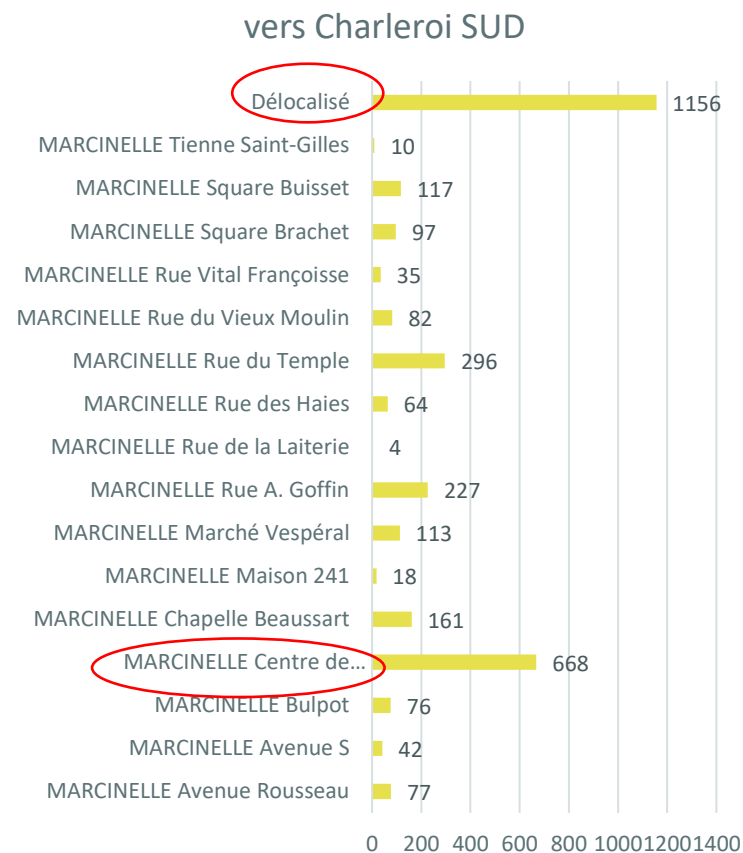 vers Charleroi SUD
Délocalisé 1156
MARCINELLE Tienne Saint-Gilles 10
MARCINELLE Square Buisset 117
MARCINELLE Square Brachet 97
MARCINELLE Rue Vital Françoisse 35
MARCINELLE Rue du Vieux Moulin 82
MARCINELLE Rue du Temple 296
MARCINELLE Rue des Haies 64
MARCINELLE Rue de la Laiterie 4
MARCINELLE Rue A. Goffin 227
MARCINELLE Marché Vespéral 113
MARCINELLE Maison 241 18
MARCINELLE Chapelle Beaussart 161
MARCINELLE Centre de… 668
MARCINELLE Bulpot 76
MARCINELLE Avenue S 42
MARCINELLE Avenue Rousseau 77
0 200 400 600 800 1000 1200 1400